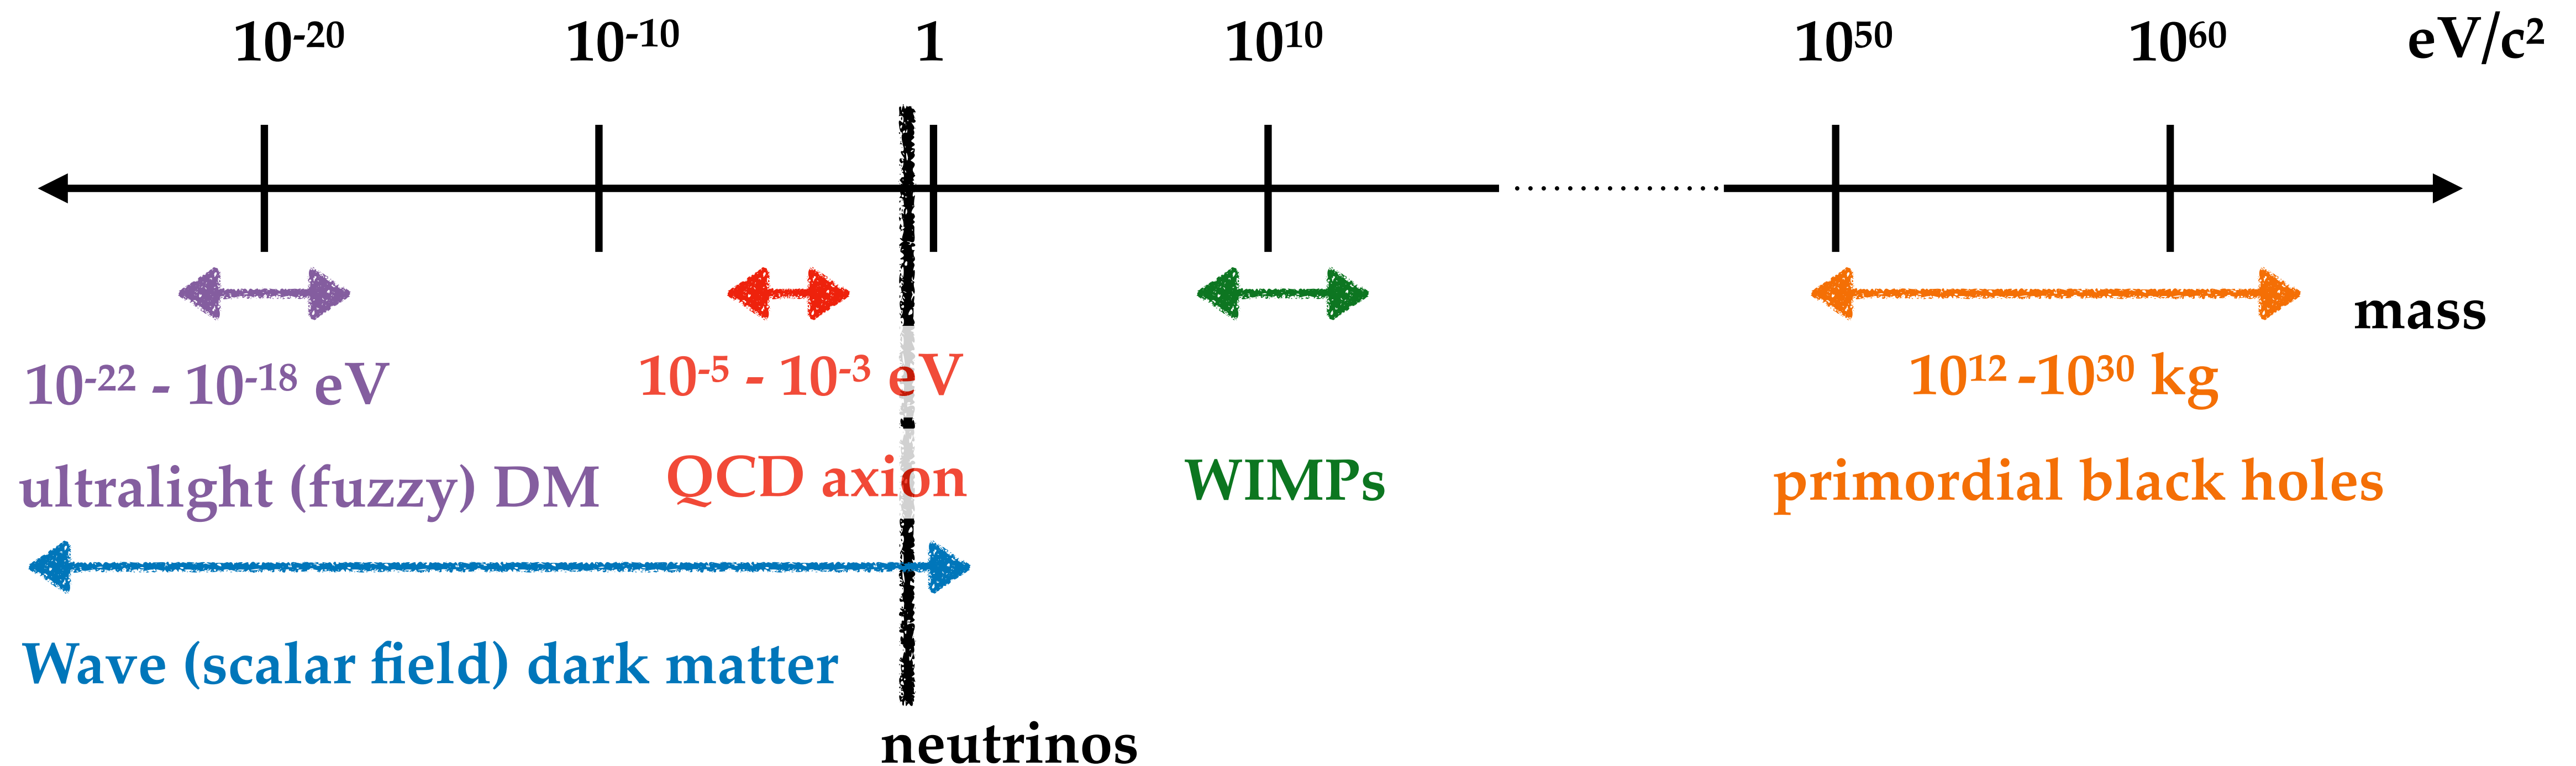 10⁻²⁰ 10⁻¹⁰ 1 10¹⁰ 10⁵⁰ 10⁶⁰ eV/c²
mass
10⁻²² - 10⁻¹⁸ eV
ultralight (fuzzy) DM
10⁻⁵ - 10⁻³ eV
QCD axion
WIMPs
10¹² -10³⁰ kg
primordial black holes
Wave (scalar field) dark matter
neutrinos